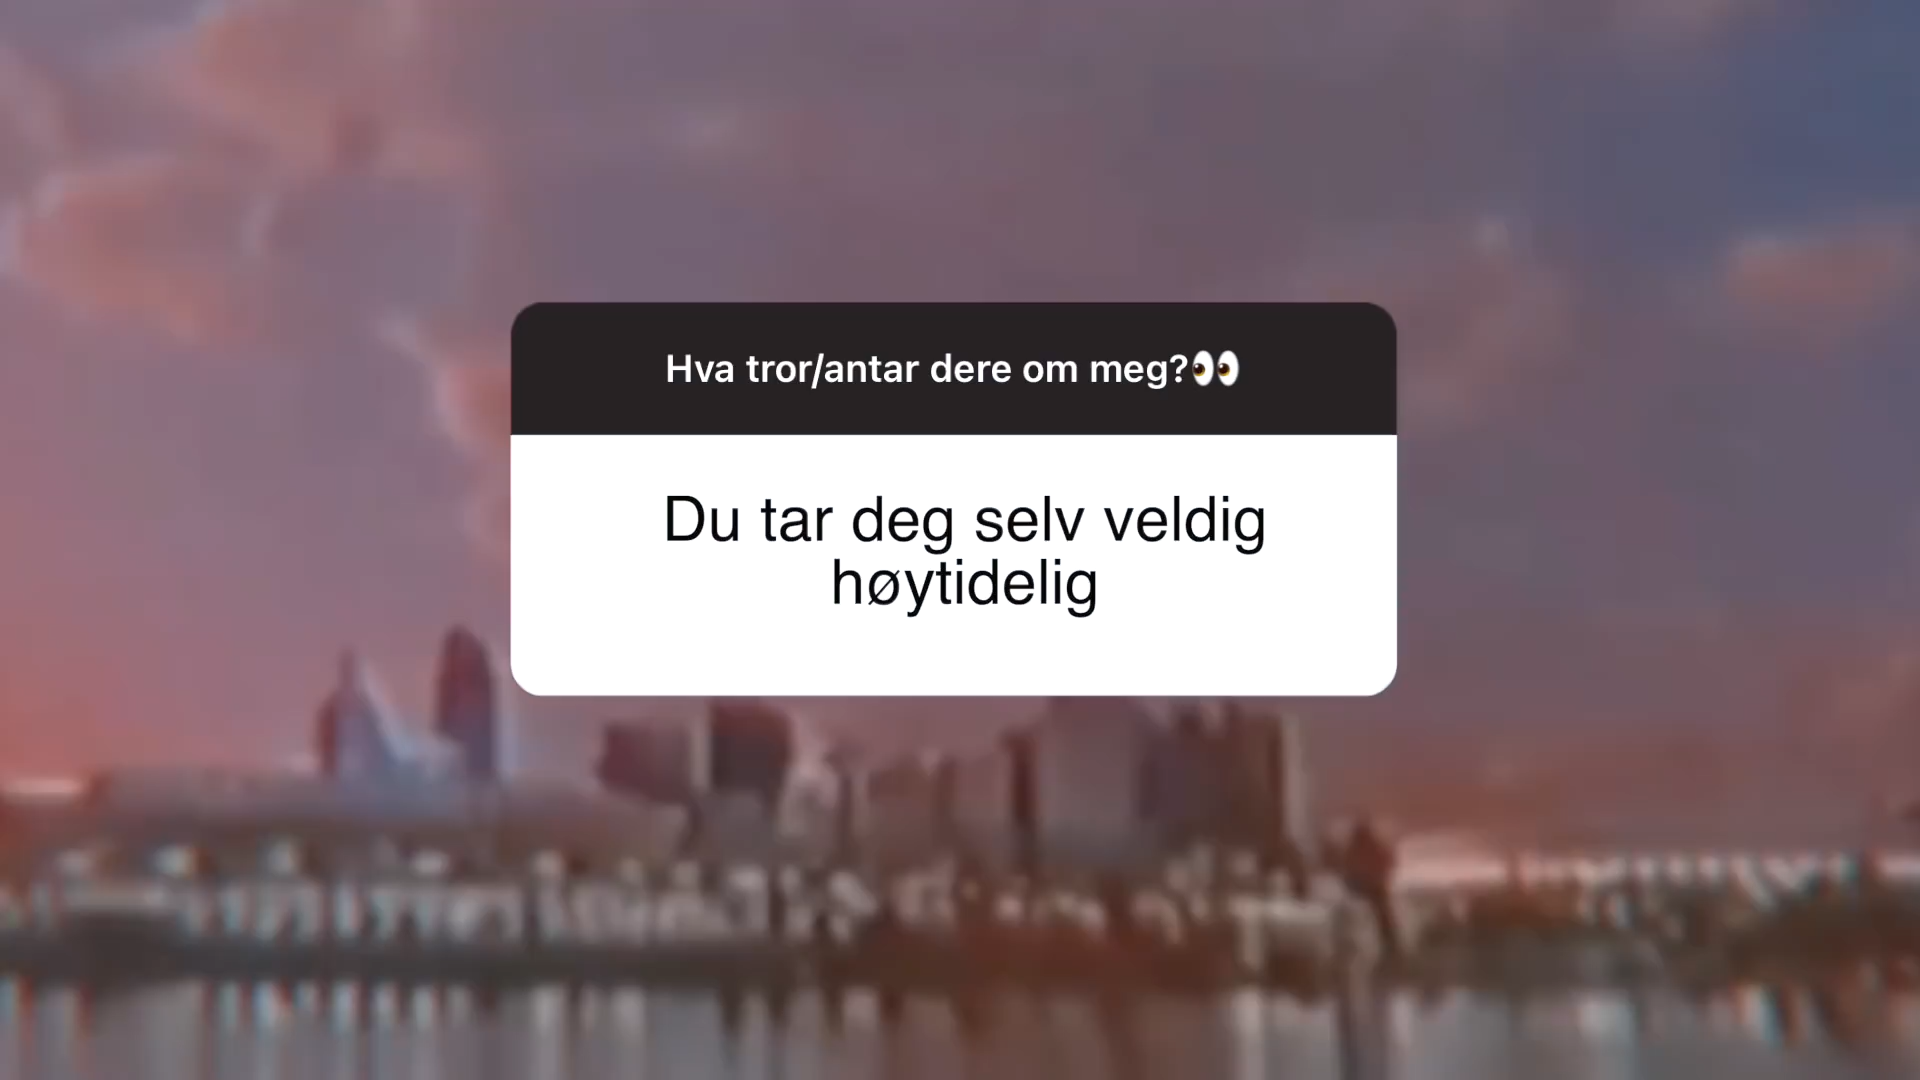 Hva tror/antar dere om meg?👀
Du tar deg selv veldig
høytidelig